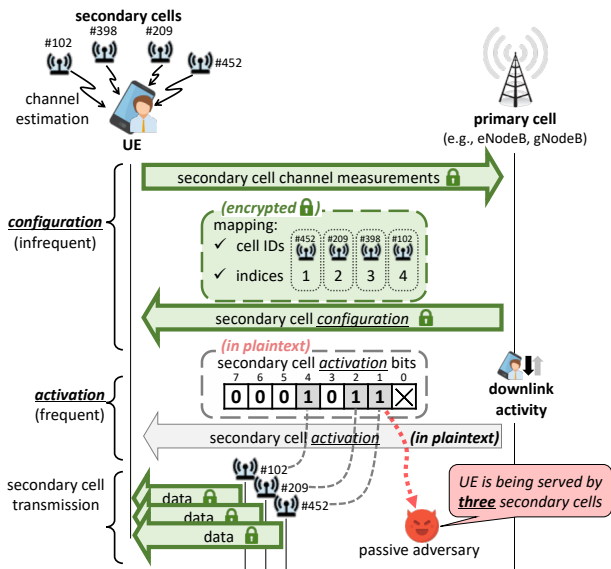 secondary cells
#102
#398
#209
#452
channel
estimation
UE
primary cell
(e.g., eNodeB, gNodeB)
secondary cell channel measurements
configuration
(infrequent)
(encrypted )
mapping:
✓ cell IDs
#452
#209
#398
#102
✓ indices
1
2
3
4
secondary cell configuration
(in plaintext)
secondary cell activation bits
7 6 5 4 3 2 1 0
0 0 0 1 0 1 1
activation
(frequent)
downlink
activity
secondary cell activation (in plaintext)
secondary cell
transmission
#102
#209
#452
data
data
data
UE is being served by
three secondary cells
passive adversary